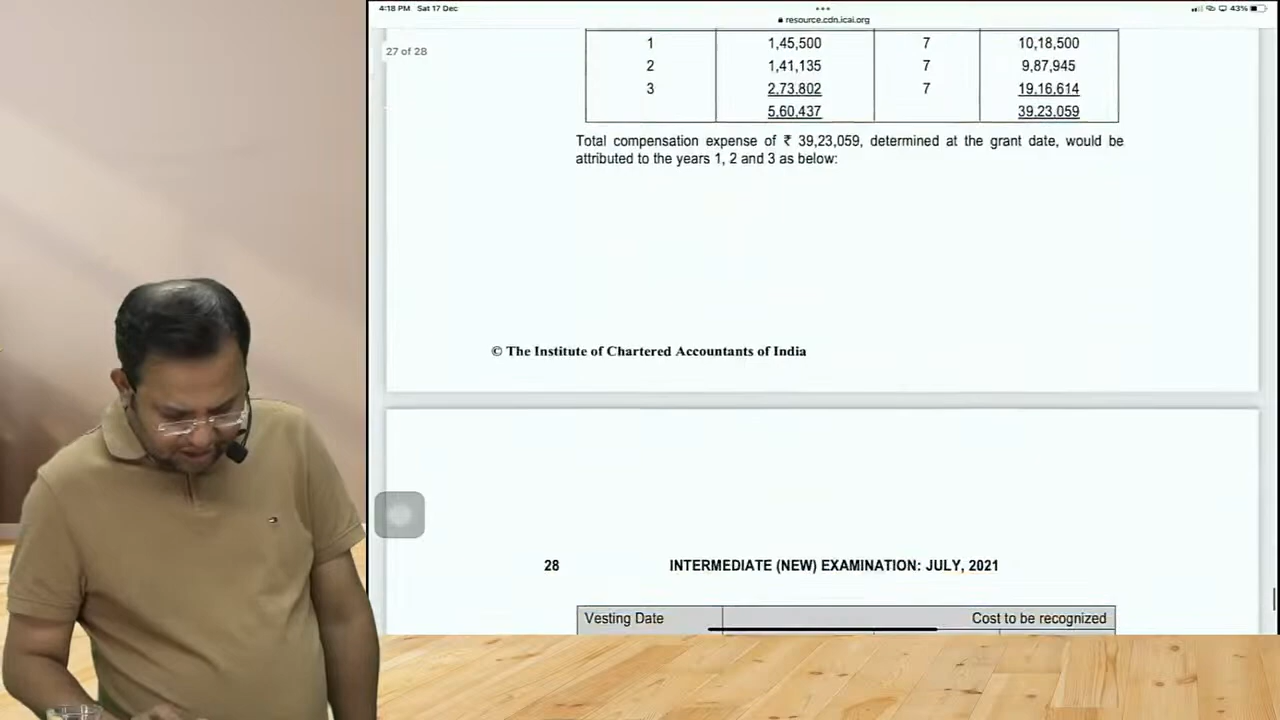 4:18 PM Sat 17 Dec
resource.cdn.icai.org
43%
27 of 28
1 1,45,500 7 10,18,500
2 1,41,135 7 9,87,945
3 2,73,802 7 19,16,614
5,60,437 39,23,059
Total compensation expense of ₹ 39,23,059, determined at the grant date, would be
attributed to the years 1, 2 and 3 as below:
© The Institute of Chartered Accountants of India
28 INTERMEDIATE (NEW) EXAMINATION: JULY, 2021
Vesting Date Cost to be recognized